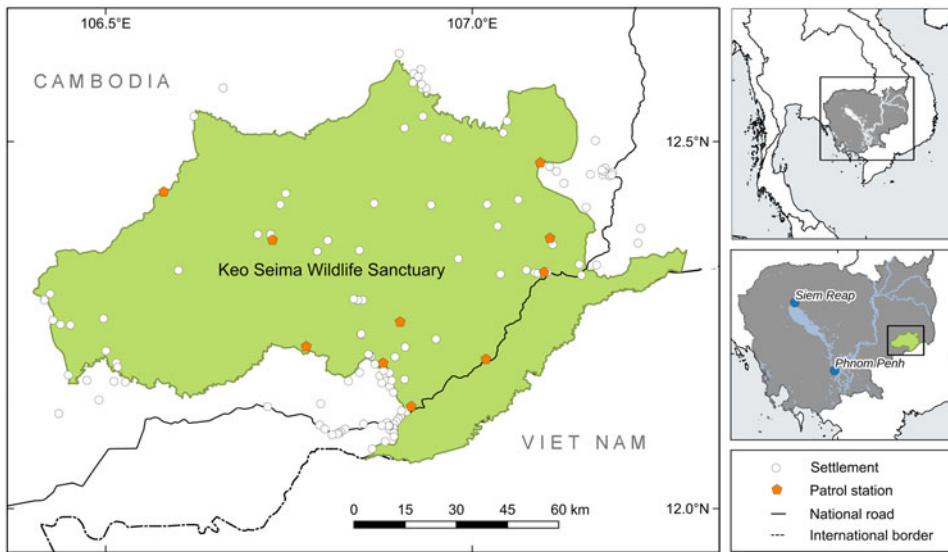 106.5°E
107.0°E
CAMBODIA
12.5°N
Keo Seima Wildlife Sanctuary
VIET NAM
0 15 30 45 60 km
12.0°N
Siem Reap
Phnom Penh
Settlement
Patrol station
National road
International border